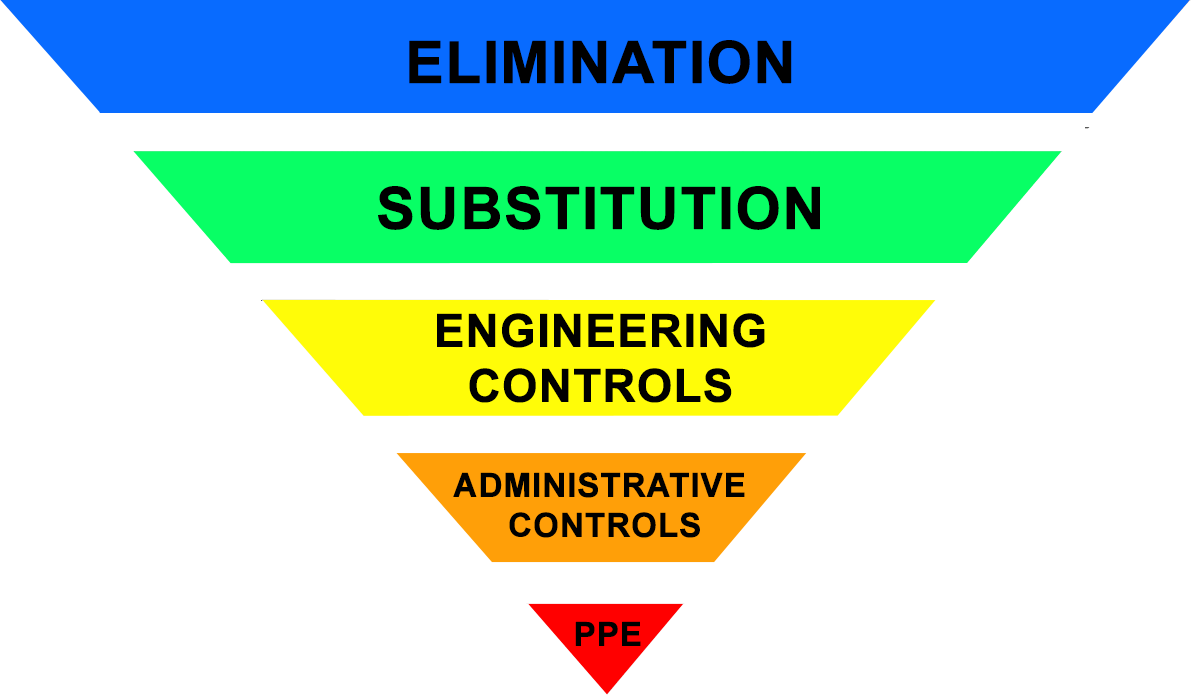 ELIMINATION
SUBSTITUTION
ENGINEERING
CONTROLS
ADMINISTRATIVE
CONTROLS
PPE